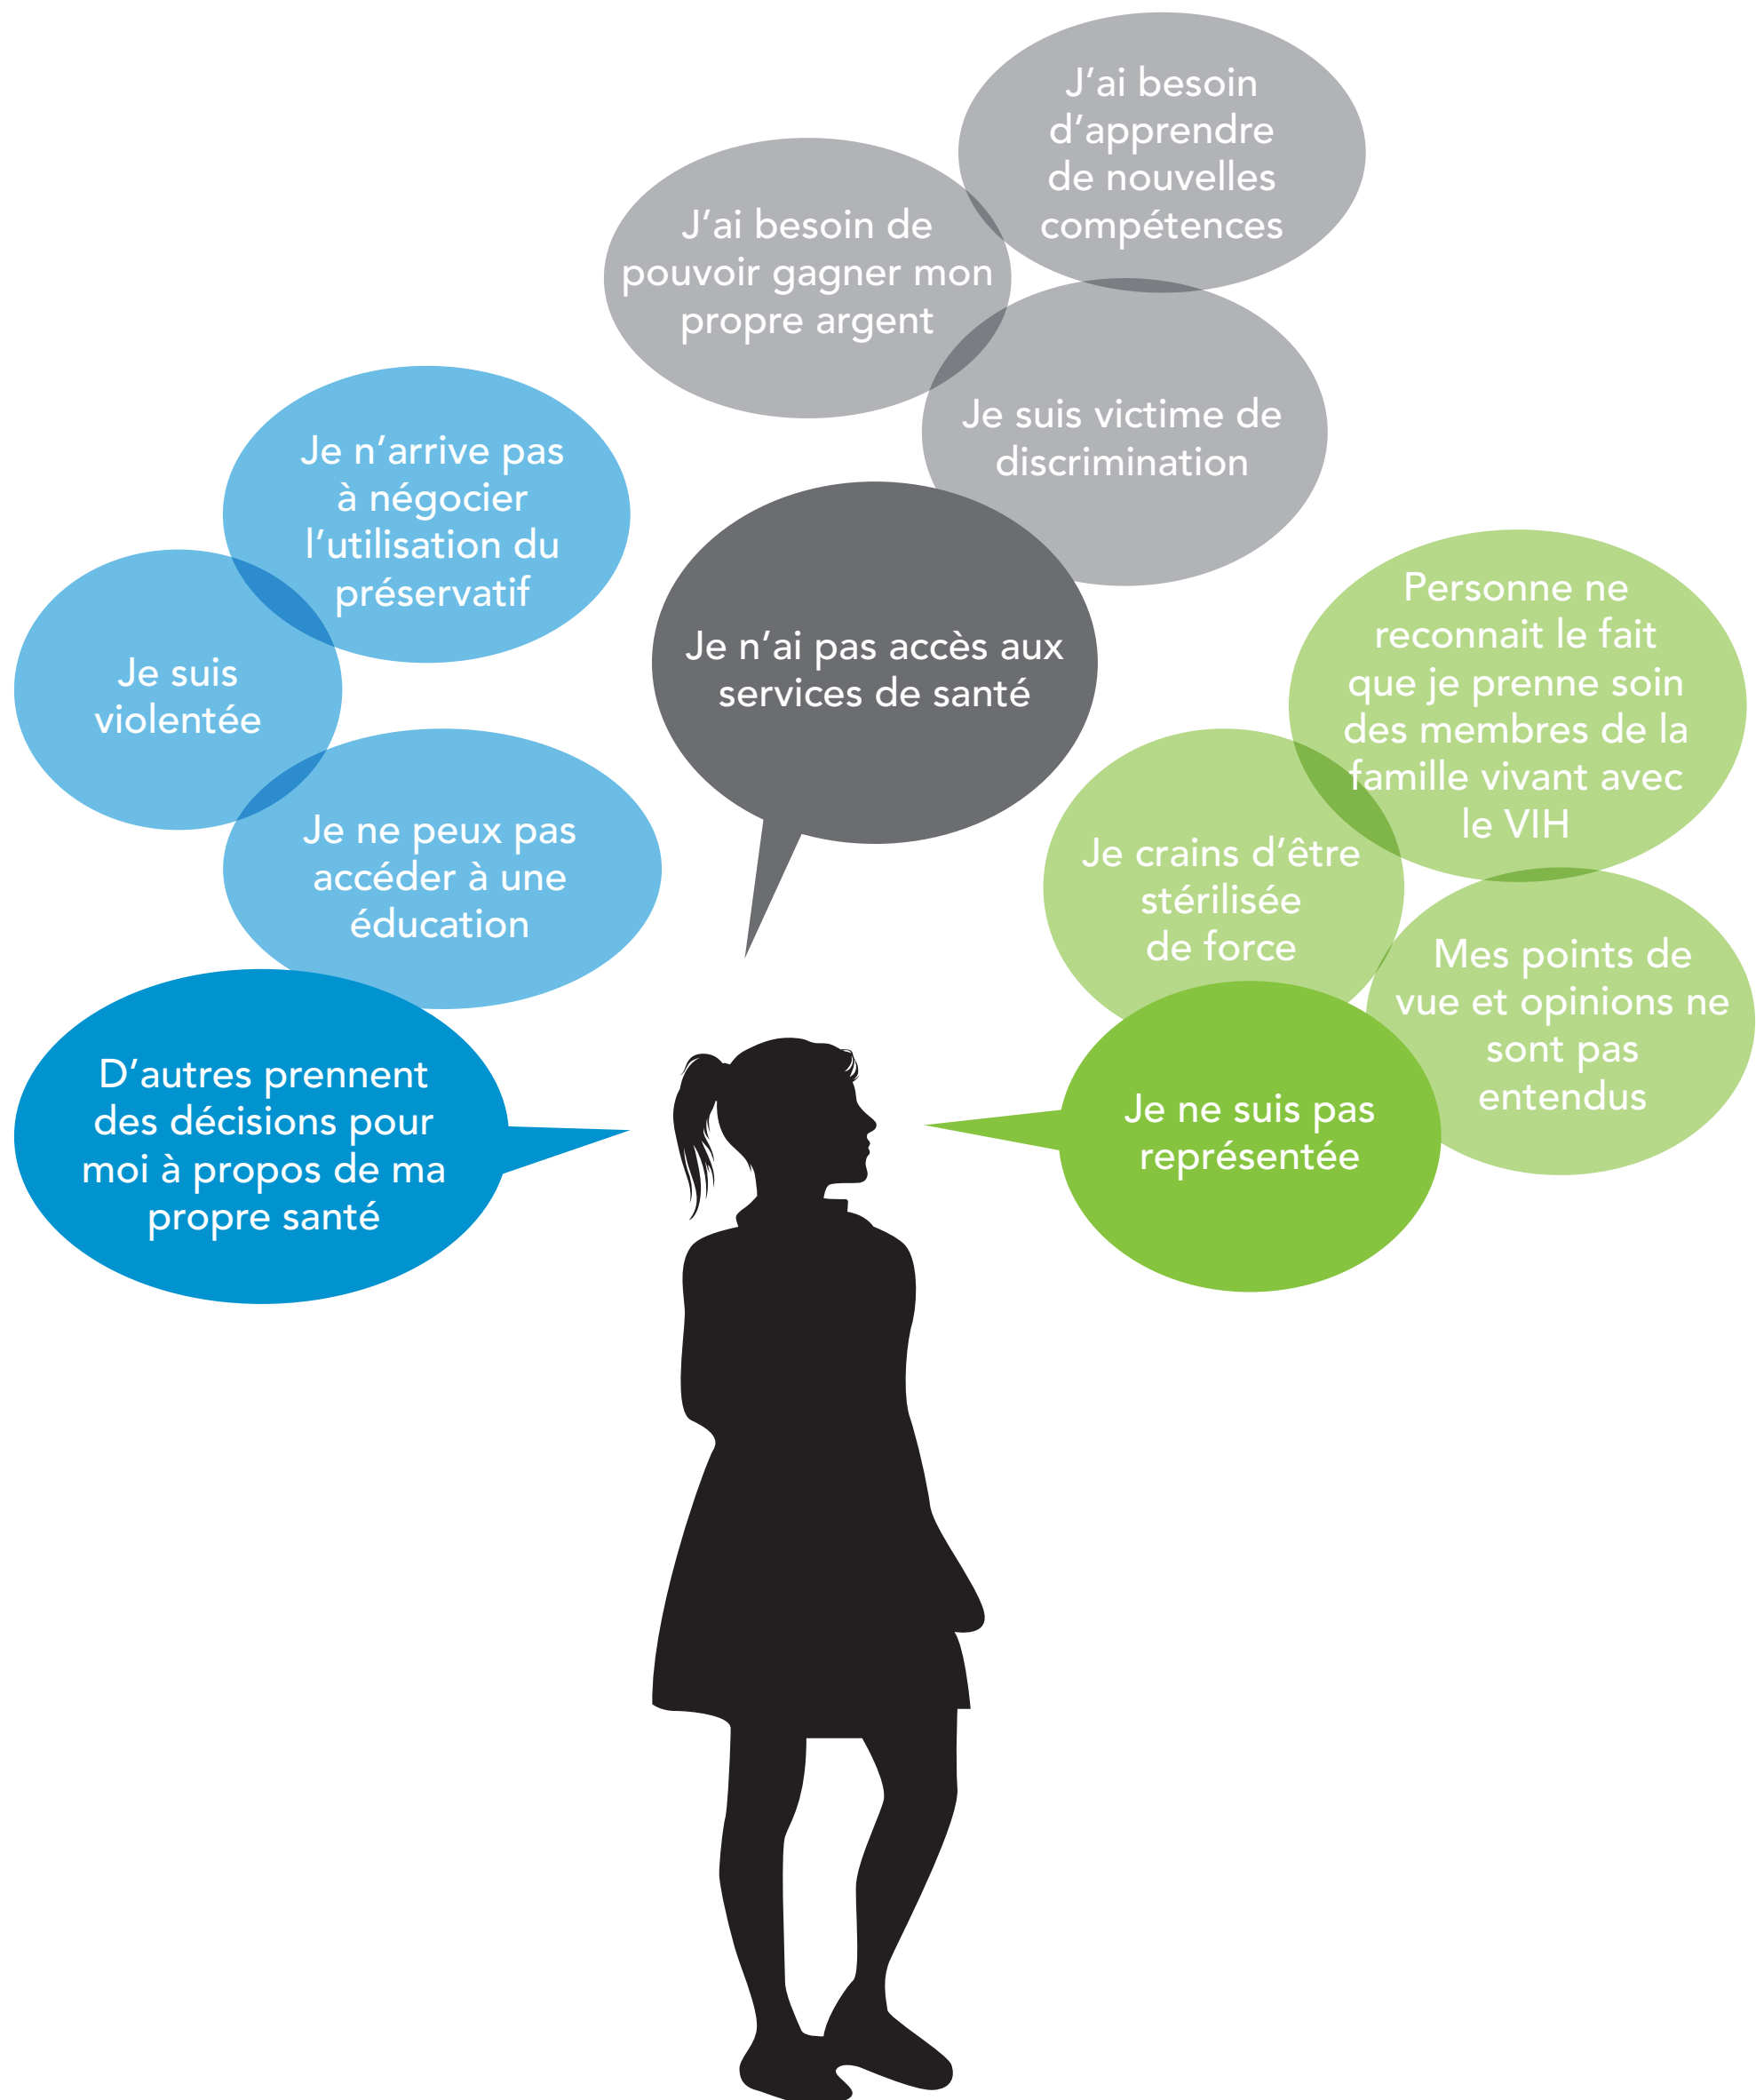 J'ai besoin
d'apprendre
de nouvelles
compétences
J'ai besoin de
pouvoir gagner mon
propre argent
Je suis victime de
discrimination
Je n'arrive pas
à négocier
l'utilisation du
préservatif
Je suis
violentée
Je n'ai pas accès aux
services de santé
Personne ne
reconnait le fait
que je prenne soin
des membres de la
famille vivant avec
le VIH
Je ne peux pas
accéder à une
éducation
Je crains d'être
stérilisée
de force
Mes points de
vue et opinions ne
sont pas
entendus
D'autres prennent
des décisions pour
moi à propos de ma
propre santé
Je ne suis pas
représentée